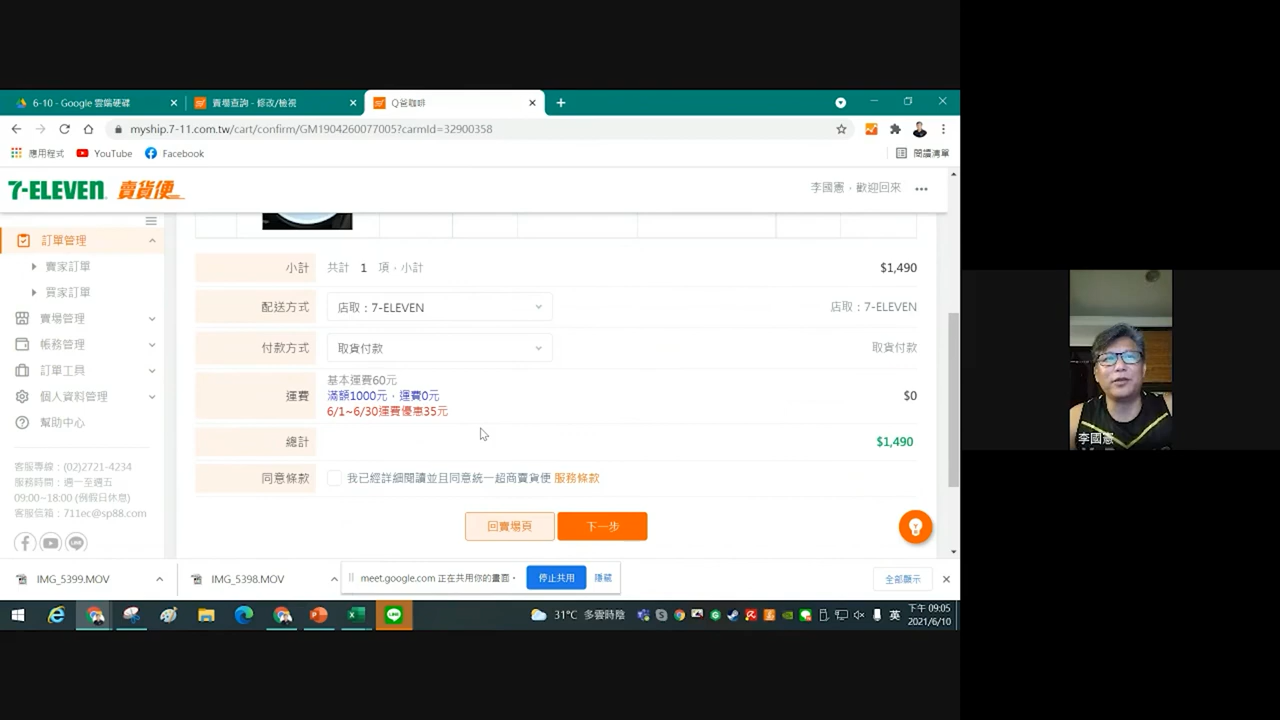 6-10 - Google 雲端硬碟
賣場查詢 - 修改/檢視
Q爸咖啡
myship.7-11.com.tw/cart/confirm/GM1904260077005?carmId=32900358
應用程式
YouTube
Facebook
閱讀清單
7-ELEVEN 賣貨便
李國憲，歡迎回來
訂單管理
賣家訂單
買家訂單
賣場管理
帳務管理
訂單工具
個人資料管理
幫助中心
客服專線：(02)2721-4234
服務時間：週一至週五
09:00~18:00 (例假日休息)
客服信箱：711ec@sp88.com
小計 共計 1 項，小計 $1,490
配送方式 店取：7-ELEVEN 店取：7-ELEVEN
付款方式 取貨付款 取貨付款
基本運費60元
運費 滿額1000元，運費0元 $0
6/1~6/30運費優惠35元
總計 $1,490
同意條款 我已經詳細閱讀並且同意統一超商賣貨便 服務條款
回賣場頁 下一步
IMG_5399.MOV
IMG_5398.MOV
meet.google.com 正在共用你的畫面。 停止共用 隱藏
全部顯示
31°C 多雲時陰
英
下午 09:05
2021/6/10
李國憲